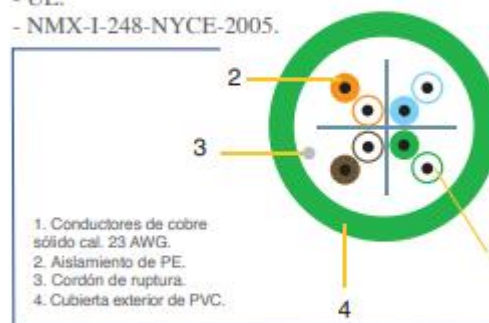 - UL.
- NMX-I-248-NYCE-2005.
2
3
1. Conductores de cobre
sólido cal. 23 AWG.
2. Aislamiento de PE.
3. Cordón de ruptura.
4. Cubierta exterior de PVC.
4